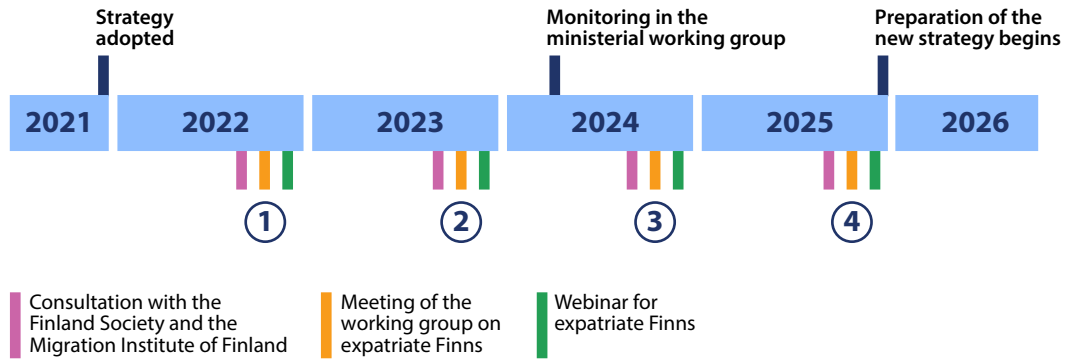 Strategy
adopted
Monitoring in the
ministerial working group
Preparation of the
new strategy begins
2021
2022
2023
2024
2025
2026
1
2
3
4
Consultation with the
Finland Society and the
Migration Institute of Finland
Meeting of the
working group on
expatriate Finns
Webinar for
expatriate Finns